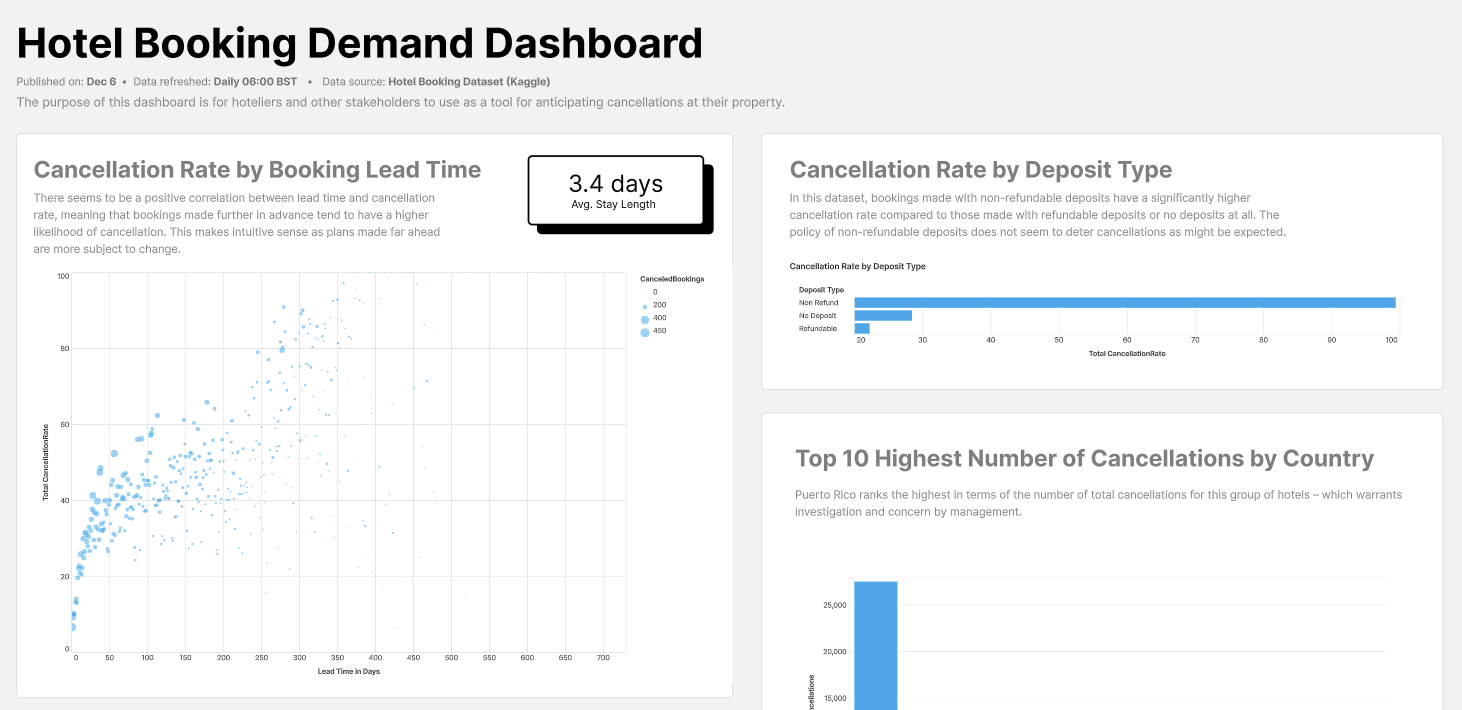 Hotel Booking Demand Dashboard
Published on: Dec 6 • Data refreshed: Daily 06:00 BST • Data source: Hotel Booking Dataset (Kaggle)
The purpose of this dashboard is for hoteliers and other stakeholders to use as a tool for anticipating cancellations at their property.
Cancellation Rate by Booking Lead Time
There seems to be a positive correlation between lead time and cancellation
rate, meaning that bookings made further in advance tend to have a higher
likelihood of cancellation. This makes intuitive sense as plans made far ahead
are more subject to change.
3.4 days
Avg. Stay Length
CanceledBookings
0
200
400
450
100
80
60
40
20
0
Total CancellationRate
0 50 100 150 200 250 300 350 400 450 500 550 600 650 700
Lead Time in Days
Cancellation Rate by Deposit Type
In this dataset, bookings made with non-refundable deposits have a significantly higher
cancellation rate compared to those made with refundable deposits or no deposits at all. The
policy of non-refundable deposits does not seem to deter cancellations as might be expected.
Cancellation Rate by Deposit Type
Deposit Type
Non Refund
No Deposit
Refundable
20 30 40 50 60 70 80 90 100
Total CancellationRate
Top 10 Highest Number of Cancellations by Country
Puerto Rico ranks the highest in terms of the number of total cancellations for this group of hotels – which warrants
investigation and concern by management.
25,000
20,000
15,000